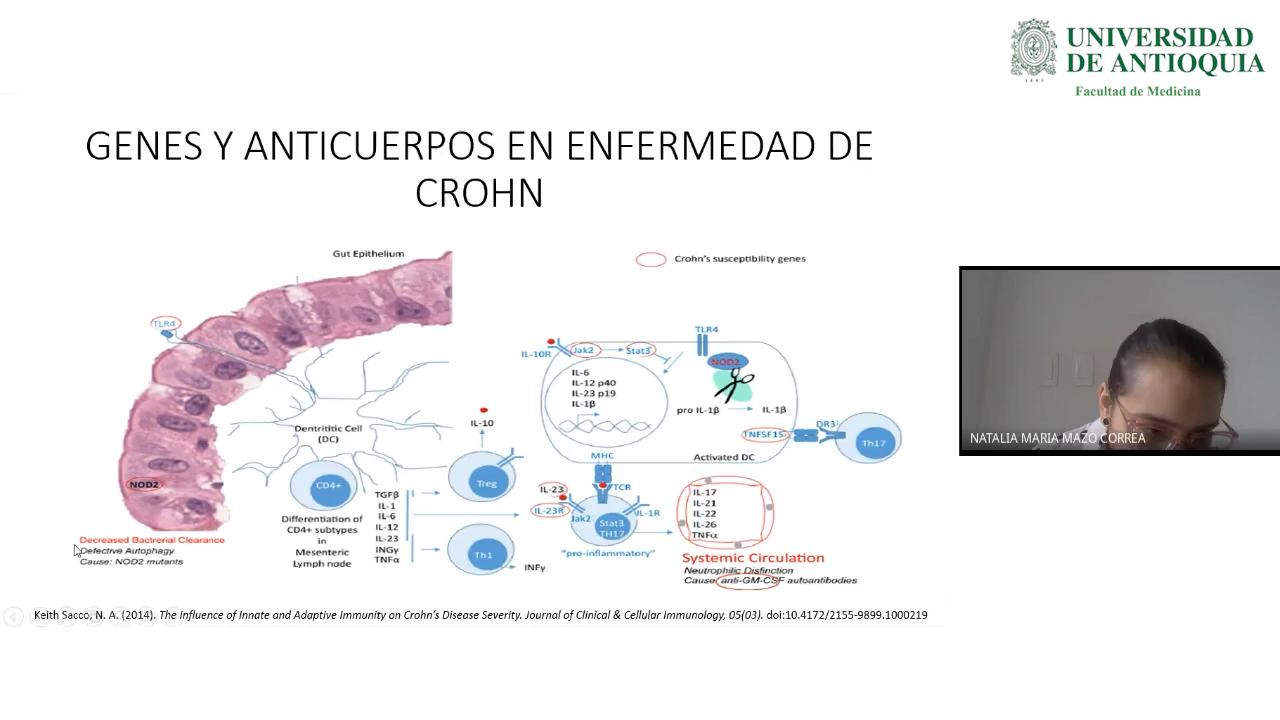 UNIVERSIDAD
DE ANTIOQUIA
1803
Facultad de Medicina
GENES Y ANTICUERPOS EN ENFERMEDAD DE
CROHN
Gut Epithelium
Crohn's susceptibility genes
TLR4
TLR4
IL-10R
Jak2
Stat3
NOD2
IL-6
IL-12 p40
IL-23 p19
IL-1β
pro IL-1β
IL-1β
IL-10
Dentritic Cell
(DC)
TNFSF15
DR3
Th17
MHC
Activated DC
NOD2
CD4+
Treg
IL-23
TCR
IL-23R
Jak2
IL-1R
Stat3
TH17
"pro-inflammatory"
TGFβ
IL-1
IL-6
IL-12
IL-23
INGγ
TNFα
Differentiation of
CD4+ subtypes
in
Mesenteric
Lymph node
Th1
INFγ
IL-17
IL-21
IL-22
IL-26
TNFα
Decreased Bactrerial Clearance
Defective Autophagy
Cause: NOD2 mutants
Systemic Circulation
Neutrophilic Disfinction
Cause anti-GM-CSF autoantibodies
Keith Sacco, N. A. (2014). The Influence of Innate and Adaptive Immunity on Crohn's Disease Severity. Journal of Clinical & Cellular Immunology, 05(03). doi:10.4172/2155-9899.1000219
NATALIA MARIA MAZO CORREA